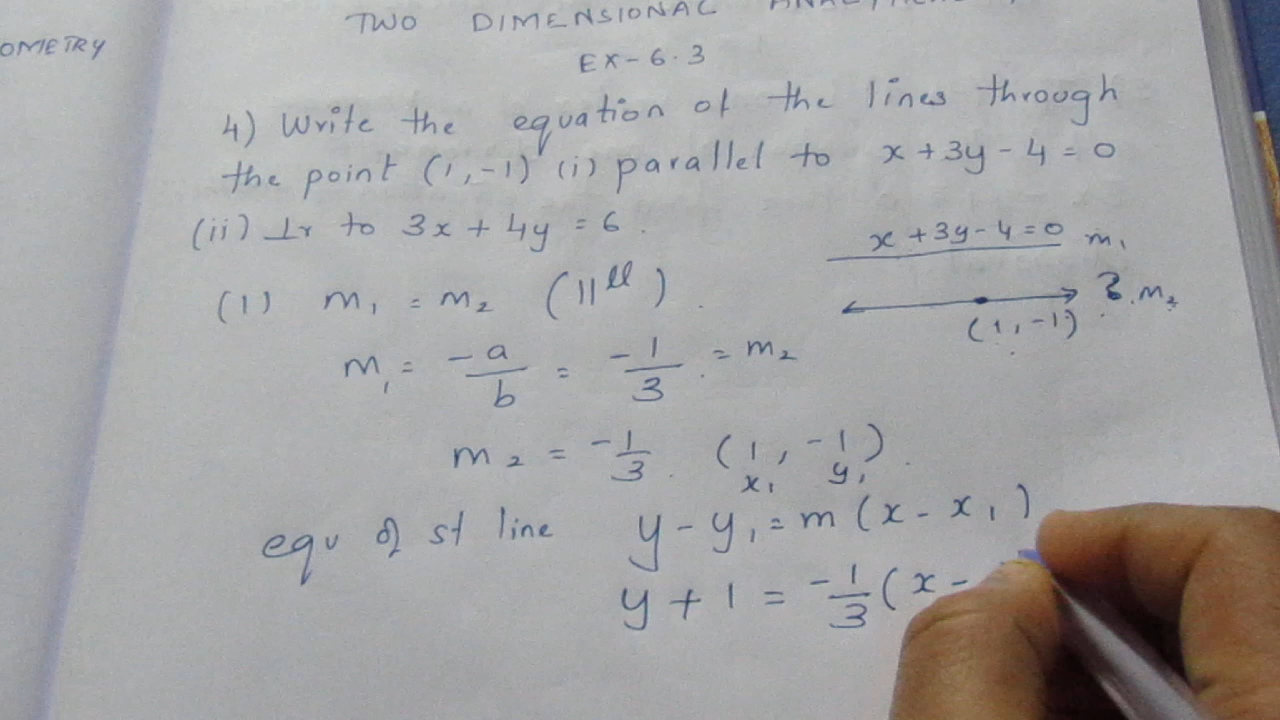 OMETRY
TWO DIMENSIONAL
EX-6.3
4) Write the equation of the lines through
the point (1,-1) (i) parallel to x+3y-4=0
(ii) ⊥r to 3x+4y=6.
x+3y-4=0 m₁
(1) m₁ = m₂ (||ˡˡ).
?. m₂
(1,-1)
m₁ = -a/b = -1/3. = m₂
m₂ = -1/3. (1, -1).
x₁ y₁
equ of st line y-y₁=m(x-x₁)
y+1 = -1/3(x-